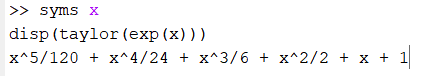 >> syms x
disp(taylor(exp(x)))
x^5/120 + x^4/24 + x^3/6 + x^2/2 + x + 1